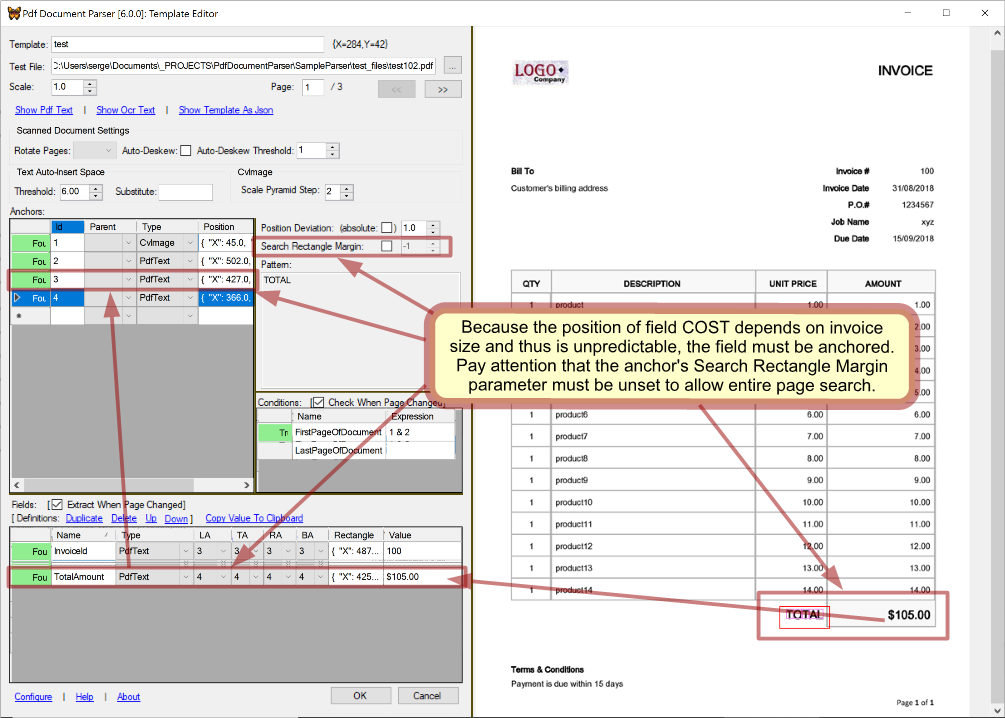 Pdf Document Parser [6.0.0]: Template Editor
Template: test {X=284,Y=42}
Test File: C:\Users\serge\Documents\_PROJECTS\PdfDocumentParser\SampleParser\test_files\test102.pdf ...
Scale: 1.0 Page: 1 / 3 << >>
Show Pdf Text | Show Ocr Text | Show Template As Json
Scanned Document Settings
Rotate Pages: Auto-Deskew: Auto-Deskew Threshold: 1
Text Auto-Insert Space CvImage
Threshold: 6.00 Substitute: Scale Pyramid Step: 2
Anchors:
Id Parent Type Position
Fou 1 CvImage { "X": 45.0,
Fou 2 PdfText { "X": 502.0,
Fou 3 PdfText { "X": 427.0,
Fou 4 PdfText { "X": 366.0,
*
Position Deviation: (absolute: ) 1.0
Search Rectangle Margin: -1
Pattern:
TOTAL
Conditions: [ Check When Page Changed]
Name Expression
Tr FirstPageOfDocument 1 & 2
LastPageOfDocument
Fields: [ Extract When Page Changed]
[ Definitions: Duplicate Delete Up Down ] Copy Value To Clipboard
Name Type LA TA RA BA Rectangle Value
Fou InvoiceId PdfText 3 3 3 3 { "X": 487... 100
Fou TotalAmount PdfText 4 4 4 4 { "X": 425... $105.00
Configure | Help | About OK Cancel
LOGO
Company
INVOICE
Bill To
Customer's billing address
Invoice # 100
Invoice Date 31/08/2018
P.O.# 1234567
Job Name xyz
Due Date 15/09/2018
QTY DESCRIPTION UNIT PRICE AMOUNT
1 product 1.00 1.00
2.00
3.00
4.00
5.00
Because the position of field COST depends on invoice
size and thus is unpredictable, the field must be anchored.
Pay attention that the anchor's Search Rectangle Margin
parameter must be unset to allow entire page search.
1 product6 6.00 6.00
1 product7 7.00 7.00
1 product8 8.00 8.00
1 product9 9.00 9.00
1 product10 10.00 10.00
1 product11 11.00 11.00
1 product12 12.00 12.00
1 product13 13.00 13.00
1 product14 14.00 14.00
TOTAL $105.00
Terms & Conditions
Payment is due within 15 days
Page 1 of 1